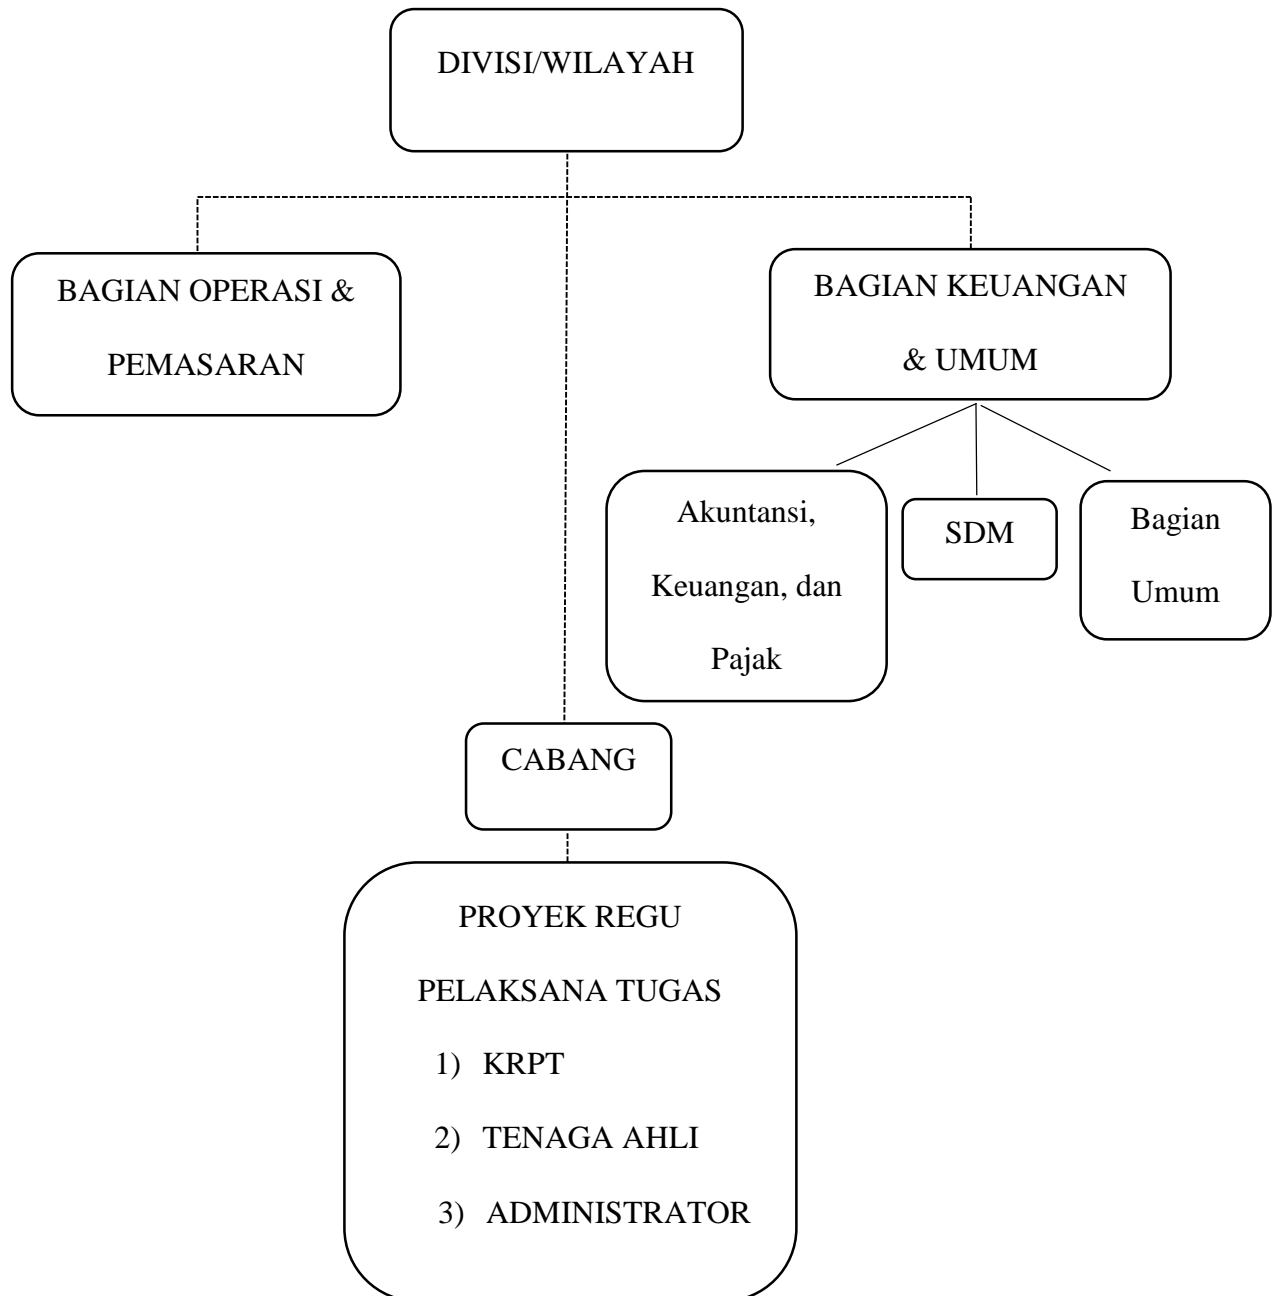 DIVISI/WILAYAH
BAGIAN OPERASI &
PEMASARAN
BAGIAN KEUANGAN
& UMUM
Akuntansi,
Keuangan, dan
Pajak
SDM
Bagian
Umum
CABANG
PROYEK REGU
PELAKSANA TUGAS
1) KRPT
2) TENAGA AHLI
3) ADMINISTRATOR